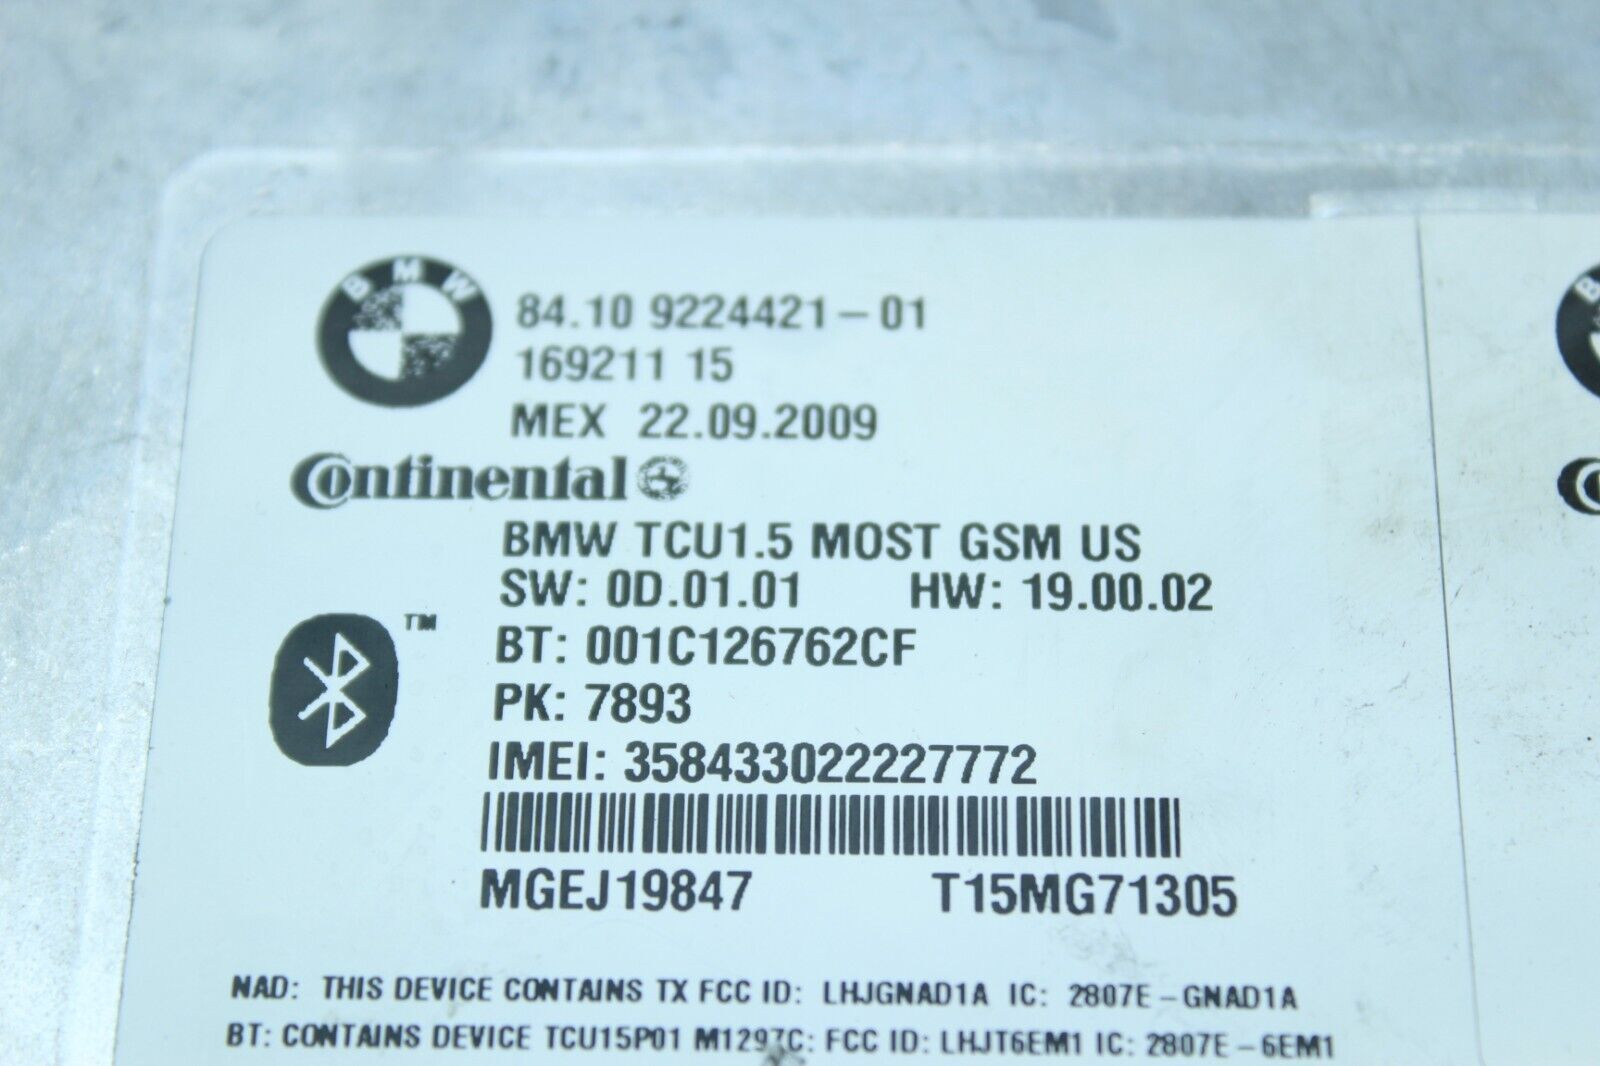 BMW
84.10 9224421-01
169211 15
MEX 22.09.2009
Continental
BMW TCU1.5 MOST GSM US
SW: 0D.01.01 HW: 19.00.02
TM
BT: 001C126762CF
PK: 7893
IMEI: 358433022227772
MGEJ19847 T15MG71305
NAD: THIS DEVICE CONTAINS TX FCC ID: LHJGNAD1A IC: 2807E-GNAD1A
BT: CONTAINS DEVICE TCU15P01 M1297C: FCC ID: LHJT6EM1 IC: 2807E-6EM1